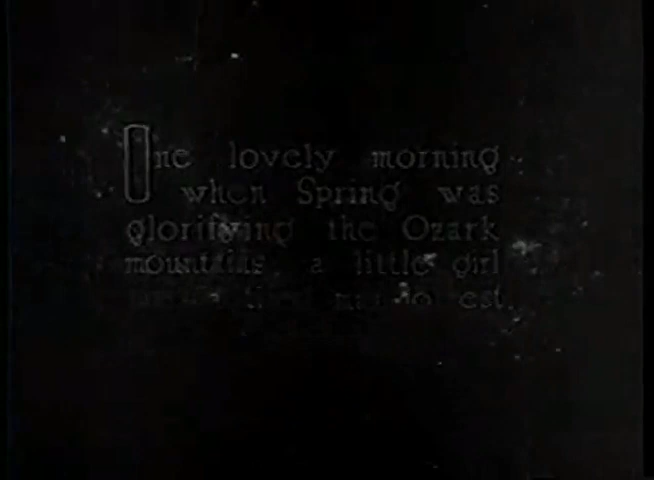 One lovely morning
when Spring was
glorifying the Ozark
mountains a little girl